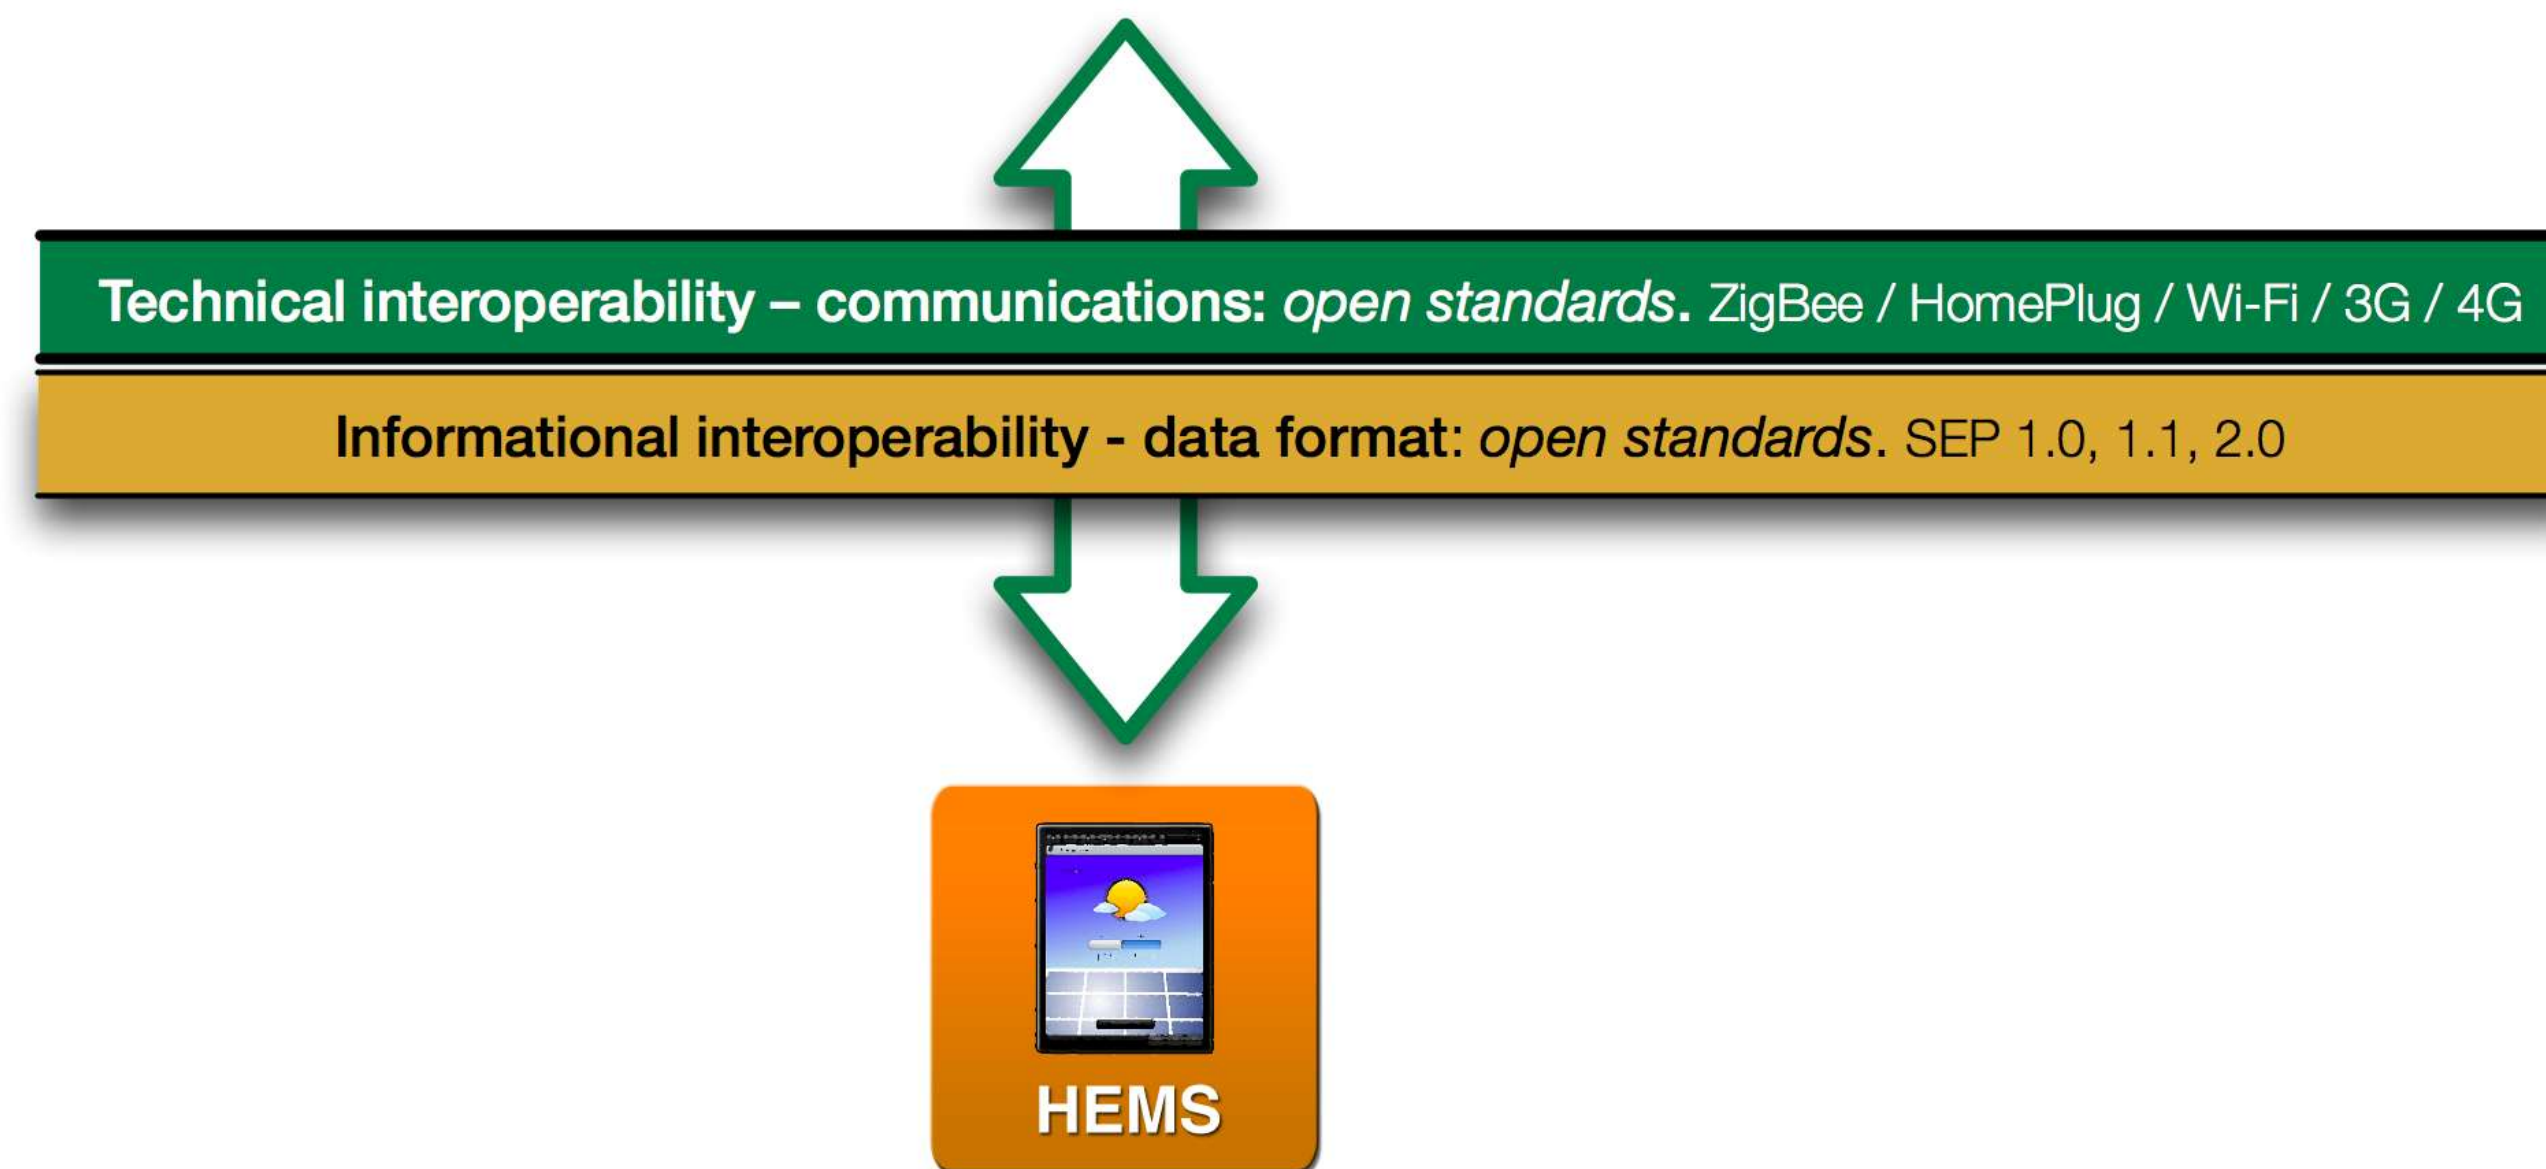 Technical interoperability – communications: open standards. ZigBee / HomePlug / Wi-Fi / 3G / 4G
Informational interoperability - data format: open standards. SEP 1.0, 1.1, 2.0
HEMS